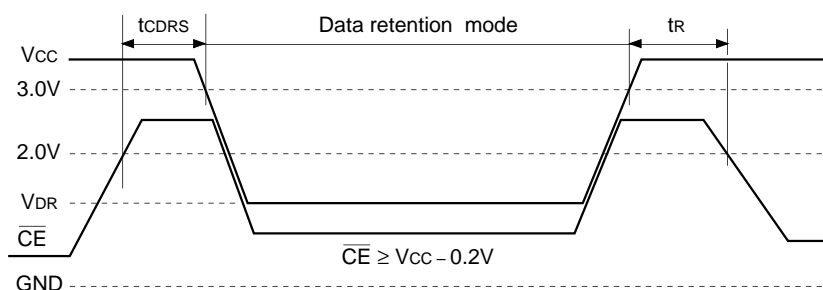 tCDRS Data retention mode tR
VCC
3.0V
2.0V
VDR
CE
CE ≥ VCC – 0.2V
GND